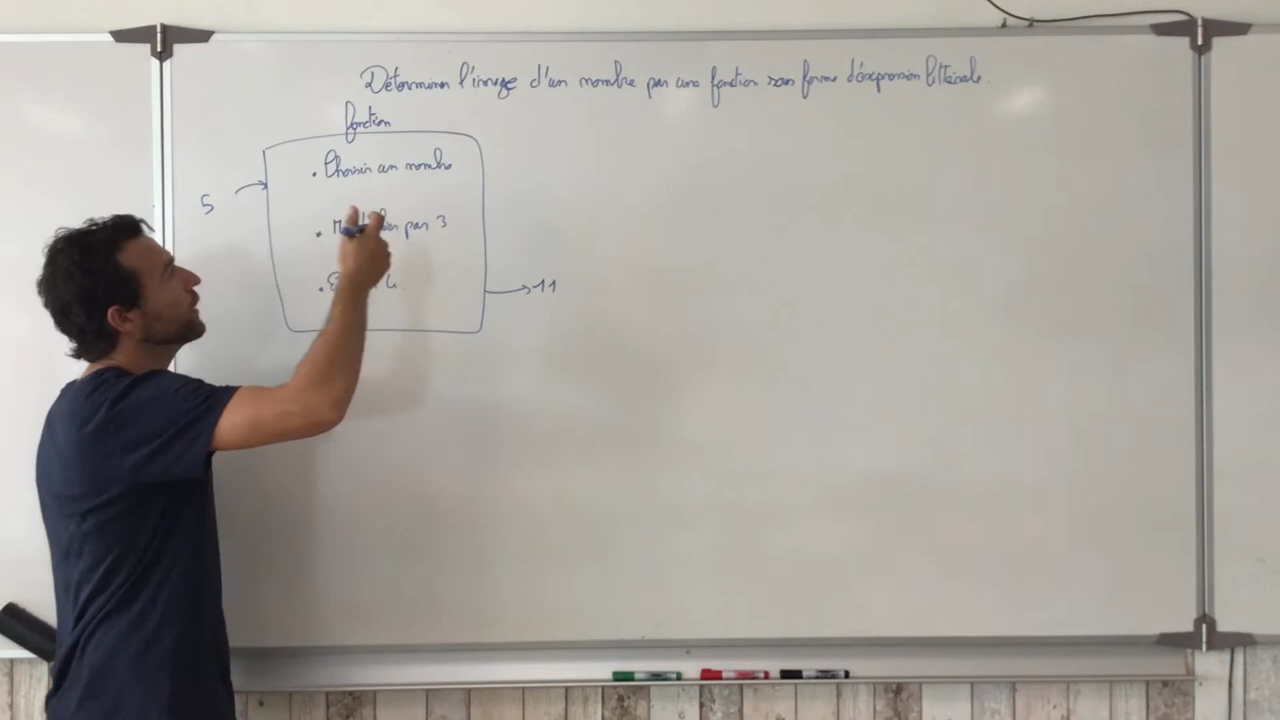 Déterminer l'image d'un nombre par une fonction sous forme d'expression littérale.
fonction
. Choisir un nombre
5
. par 3
. 4.
11